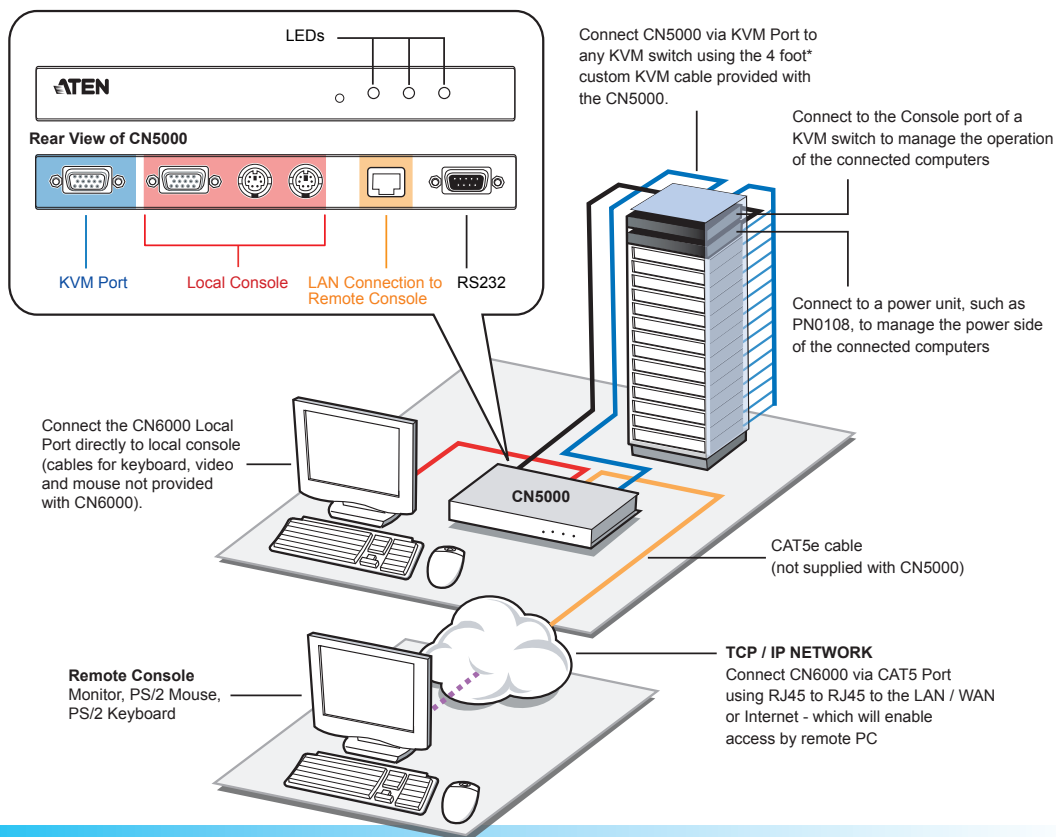 LEDs
ATEN
Rear View of CN5000
KVM Port
Local Console
LAN Connection to
Remote Console
RS232
Connect CN5000 via KVM Port to
any KVM switch using the 4 foot*
custom KVM cable provided with
the CN5000.
Connect to the Console port of a
KVM switch to manage the operation
of the connected computers
Connect to a power unit, such as
PN0108, to manage the power side
of the connected computers
Connect the CN6000 Local
Port directly to local console
(cables for keyboard, video
and mouse not provided
with CN6000).
CN5000
CAT5e cable
(not supplied with CN5000)
Remote Console
Monitor, PS/2 Mouse,
PS/2 Keyboard
TCP / IP NETWORK
Connect CN6000 via CAT5 Port
using RJ45 to RJ45 to the LAN / WAN
or Internet - which will enable
access by remote PC